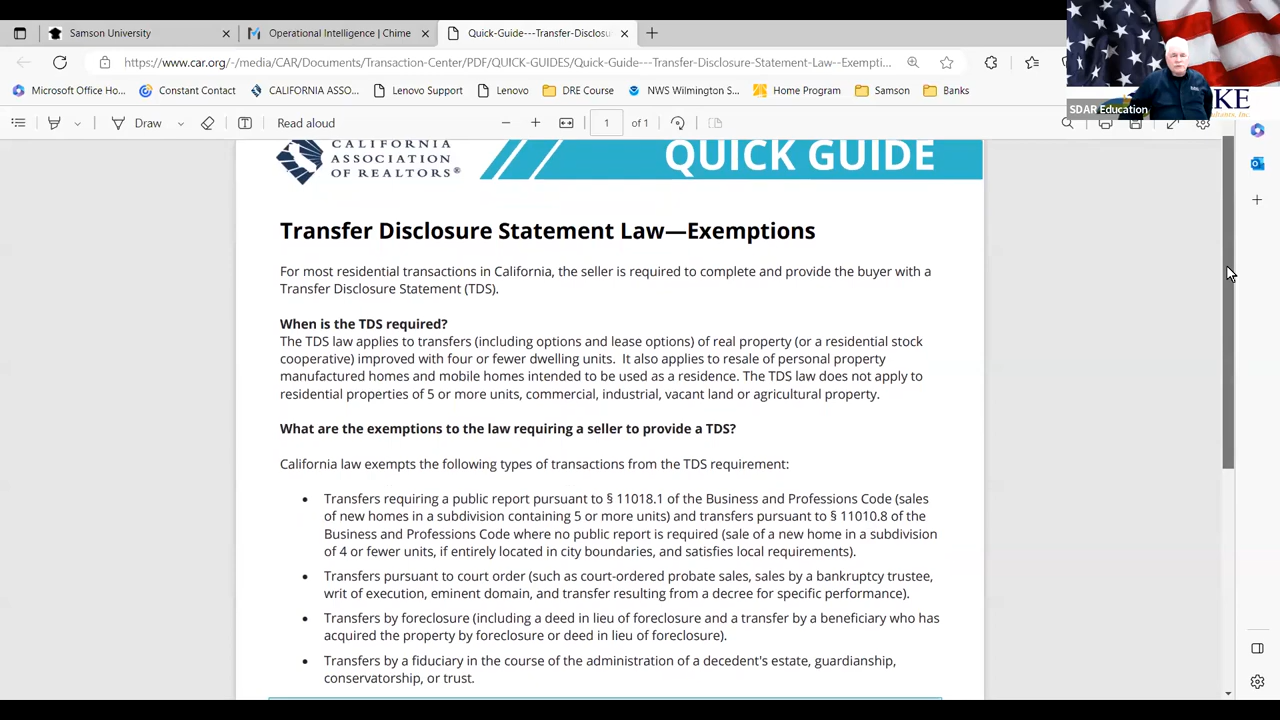 Samson University
Operational Intelligence | Chime
Quick-Guide---Transfer-Disclosu
https://www.car.org/-/media/CAR/Documents/Transaction-Center/PDF/QUICK-GUIDES/Quick-Guide---Transfer-Disclosure-Statement-Law--Exempti...
Microsoft Office Ho...
Constant Contact
CALIFORNIA ASSO...
Lenovo Support
Lenovo
DRE Course
NWS Wilmington S...
Home Program
Samson
Banks
SDAR Education
KE
Draw
Read aloud
1
of 1
CALIFORNIA
ASSOCIATION
OF REALTORS®
QUICK GUIDE
Transfer Disclosure Statement Law—Exemptions
For most residential transactions in California, the seller is required to complete and provide the buyer with a
Transfer Disclosure Statement (TDS).
When is the TDS required?
The TDS law applies to transfers (including options and lease options) of real property (or a residential stock
cooperative) improved with four or fewer dwelling units. It also applies to resale of personal property
manufactured homes and mobile homes intended to be used as a residence. The TDS law does not apply to
residential properties of 5 or more units, commercial, industrial, vacant land or agricultural property.
What are the exemptions to the law requiring a seller to provide a TDS?
California law exempts the following types of transactions from the TDS requirement:
• Transfers requiring a public report pursuant to § 11018.1 of the Business and Professions Code (sales
of new homes in a subdivision containing 5 or more units) and transfers pursuant to § 11010.8 of the
Business and Professions Code where no public report is required (sale of a new home in a subdivision
of 4 or fewer units, if entirely located in city boundaries, and satisfies local requirements).
• Transfers pursuant to court order (such as court-ordered probate sales, sales by a bankruptcy trustee,
writ of execution, eminent domain, and transfer resulting from a decree for specific performance).
• Transfers by foreclosure (including a deed in lieu of foreclosure and a transfer by a beneficiary who has
acquired the property by foreclosure or deed in lieu of foreclosure).
• Transfers by a fiduciary in the course of the administration of a decedent's estate, guardianship,
conservatorship, or trust.